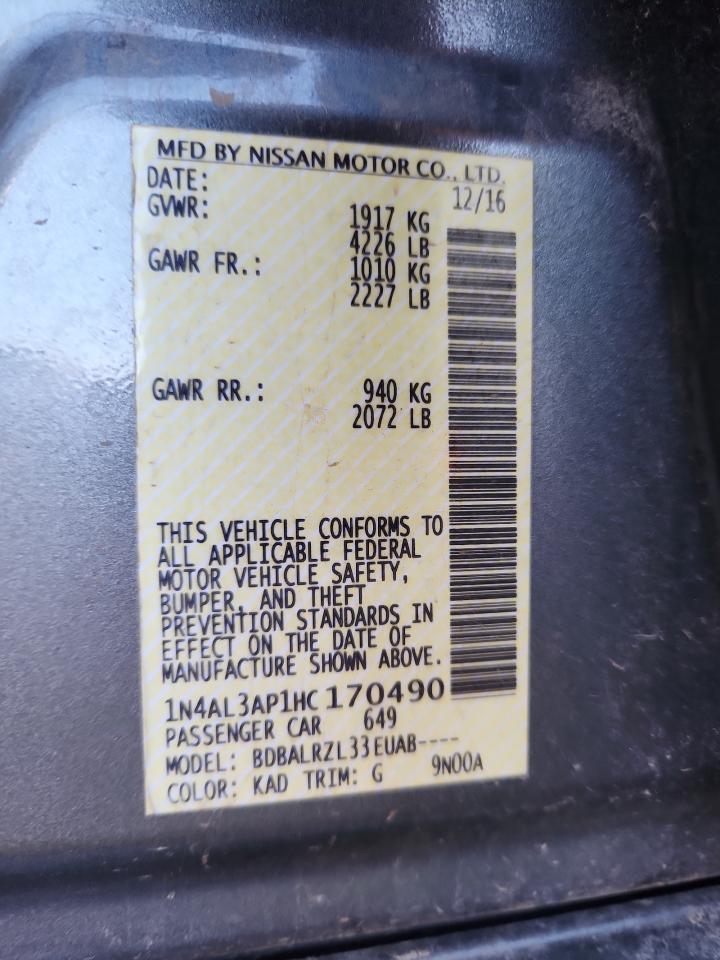 MFD BY NISSAN MOTOR CO., LTD.
DATE: 12/16
GVWR: 1917 KG
4226 LB
GAWR FR.: 1010 KG
2227 LB
GAWR RR.: 940 KG
2072 LB
THIS VEHICLE CONFORMS TO
ALL APPLICABLE FEDERAL
MOTOR VEHICLE SAFETY,
BUMPER, AND THEFT
PREVENTION STANDARDS IN
EFFECT ON THE DATE OF
MANUFACTURE SHOWN ABOVE.
1N4AL3AP1HC170490
PASSENGER CAR 649
MODEL: BDBALRZL33EUAB----
COLOR: KAD TRIM: G 9N00A